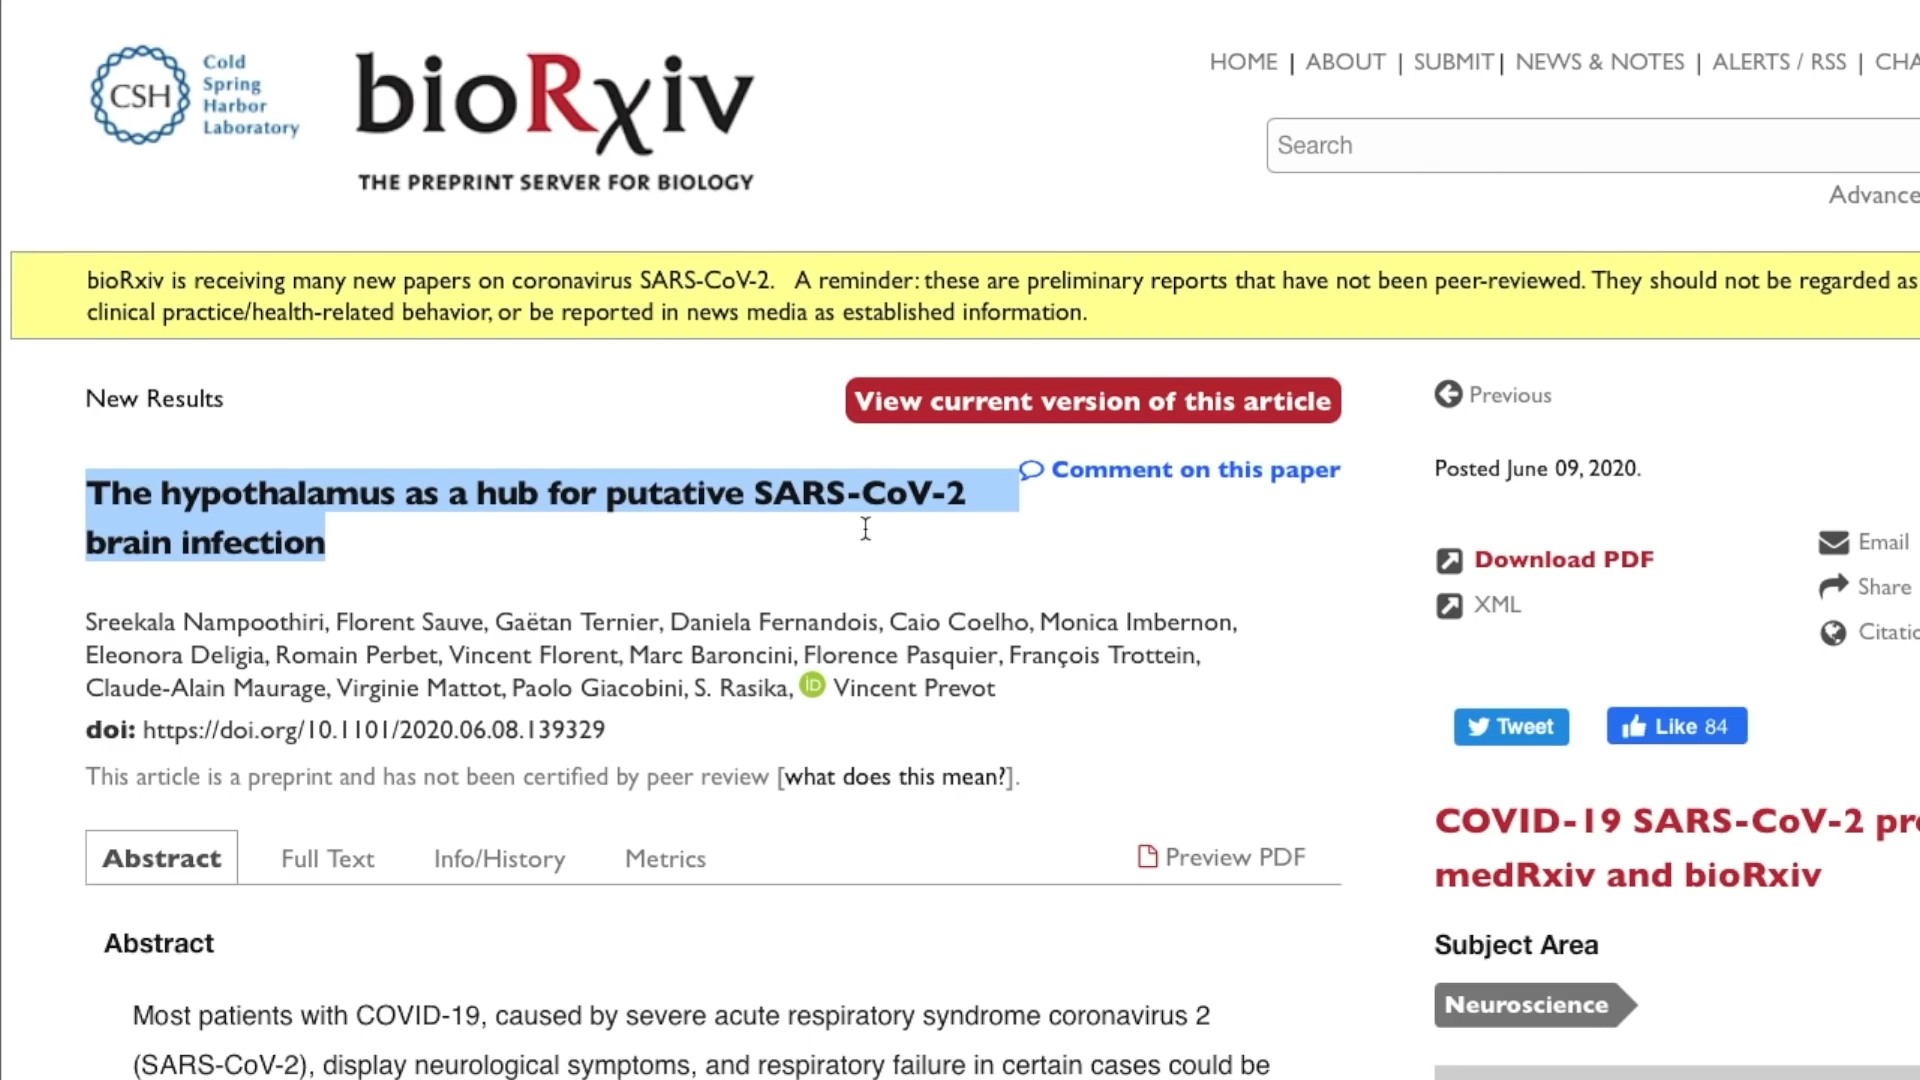 CSH
Cold
Spring
Harbor
Laboratory
bioRxiv
THE PREPRINT SERVER FOR BIOLOGY
HOME | ABOUT | SUBMIT | NEWS & NOTES | ALERTS / RSS | CHA
Search
Advance
bioRxiv is receiving many new papers on coronavirus SARS-CoV-2. A reminder: these are preliminary reports that have not been peer-reviewed. They should not be regarded as
clinical practice/health-related behavior, or be reported in news media as established information.
New Results
View current version of this article
Comment on this paper
The hypothalamus as a hub for putative SARS-CoV-2
brain infection
Sreekala Nampoothiri, Florent Sauve, Gaëtan Ternier, Daniela Fernandois, Caio Coelho, Monica Imbernon,
Eleonora Deligia, Romain Perbet, Vincent Florent, Marc Baroncini, Florence Pasquier, François Trottein,
Claude-Alain Maurage, Virginie Mattot, Paolo Giacobini, S. Rasika, iD Vincent Prevot
doi: https://doi.org/10.1101/2020.06.08.139329
This article is a preprint and has not been certified by peer review [what does this mean?].
Abstract
Full Text
Info/History
Metrics
Preview PDF
Abstract
Most patients with COVID-19, caused by severe acute respiratory syndrome coronavirus 2
(SARS-CoV-2), display neurological symptoms, and respiratory failure in certain cases could be
Previous
Posted June 09, 2020.
Download PDF
XML
Email
Share
Citatio
Tweet
Like 84
COVID-19 SARS-CoV-2 pre
medRxiv and bioRxiv
Subject Area
Neuroscience